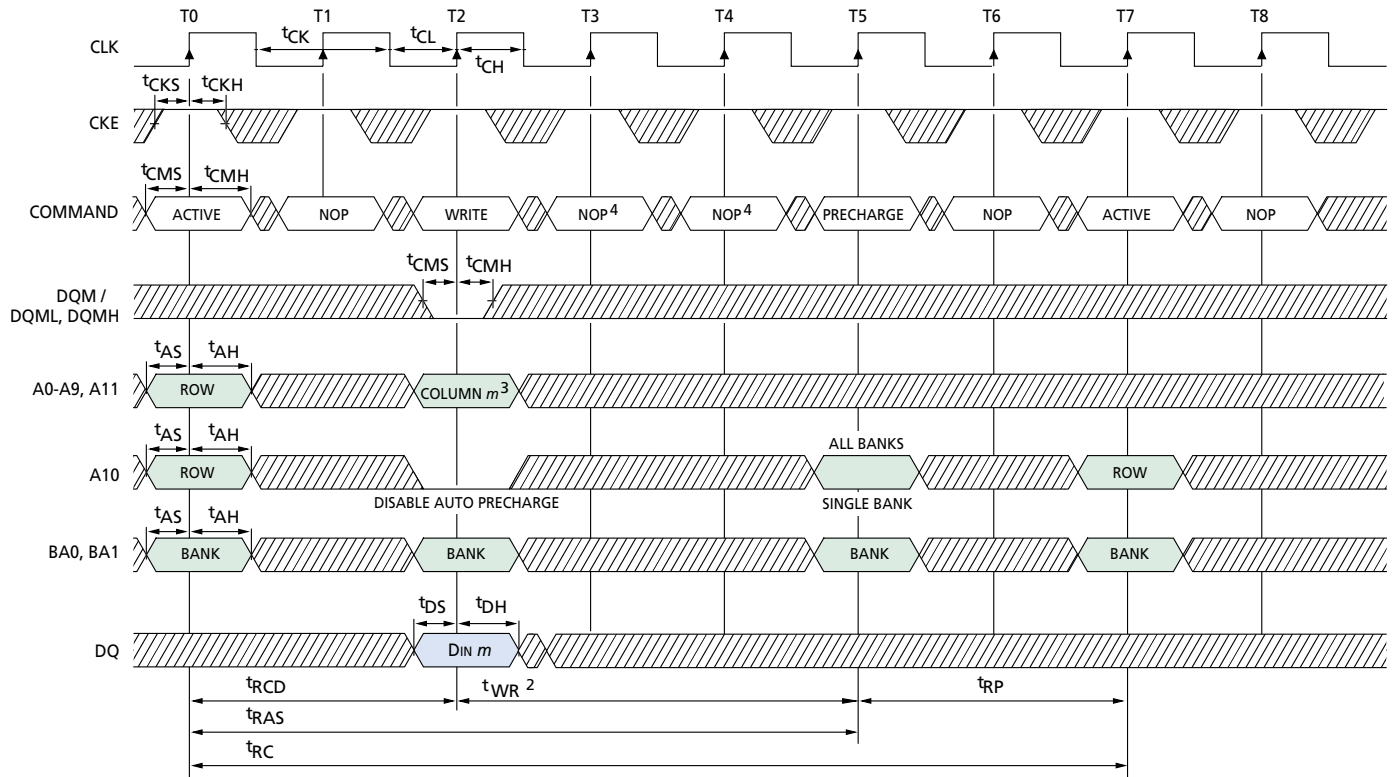 T0 T1 T2 T3 T4 T5 T6 T7 T8
CLK
tCK tCL
tCH
tCKS tCKH
CKE
tCMS tCMH
COMMAND ACTIVE NOP WRITE NOP4 NOP4 PRECHARGE NOP ACTIVE NOP
tCMS tCMH
DQM /
DQML, DQMH
tAS tAH
A0-A9, A11 ROW COLUMN m3
tAS tAH
ALL BANKS
A10 ROW ROW
DISABLE AUTO PRECHARGE SINGLE BANK
tAS tAH
BA0, BA1 BANK BANK BANK BANK
tDS tDH
DQ DIN m
tRCD tWR 2 tRP
tRAS
tRC